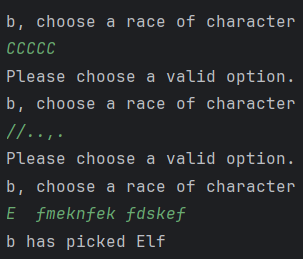 b, choose a race of character
CCCCC
Please choose a valid option.
b, choose a race of character
//..,.
Please choose a valid option.
b, choose a race of character
E  fmeknfek fdskef
b has picked Elf